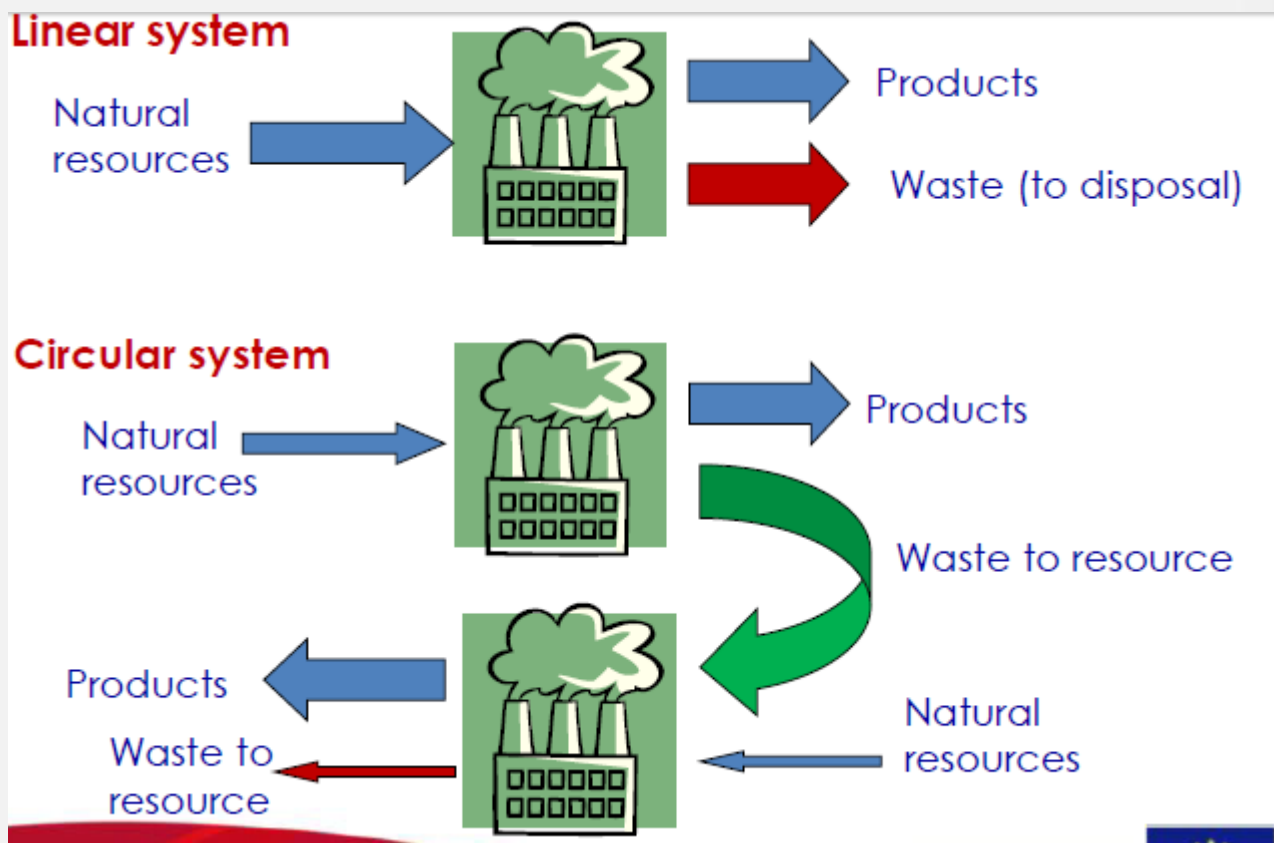 Linear system
Natural
resources
Products
Waste (to disposal)
Circular system
Natural
resources
Products
Waste to resource
Products
Waste to
resource
Natural
resources